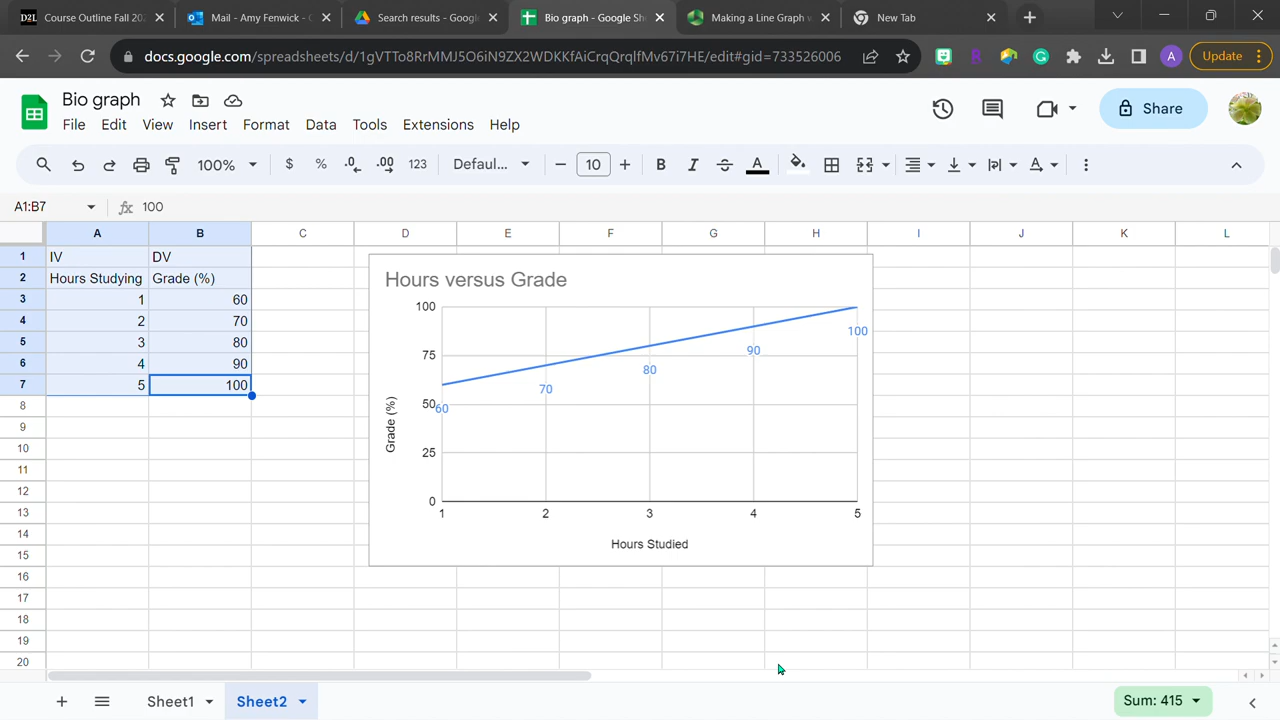 Course Outline Fall 202
Mail - Amy Fenwick - C
Search results - Google
Bio graph - Google She
Making a Line Graph v
New Tab
docs.google.com/spreadsheets/d/1gVTTo8RrMMJ5O6iN9ZX2WDKKfAiCrqQrqlfMv67i7HE/edit#gid=733526006
A
Update
Bio graph
File Edit View Insert Format Data Tools Extensions Help
Share
100% $ % .0 .00 123 Defaul... − 10 + B I S A
A1:B7 fx 100
A B C D E F G H I J K L
1 IV DV
2 Hours Studying Grade (%)
3 1 60
4 2 70
5 3 80
6 4 90
7 5 100
8
9
10
11
12
13
14
15
16
17
18
19
20
Hours versus Grade
100
75
50
25
0
Grade (%)
60 70 80 90 100
1 2 3 4 5
Hours Studied
+ Sheet1 Sheet2 Sum: 415